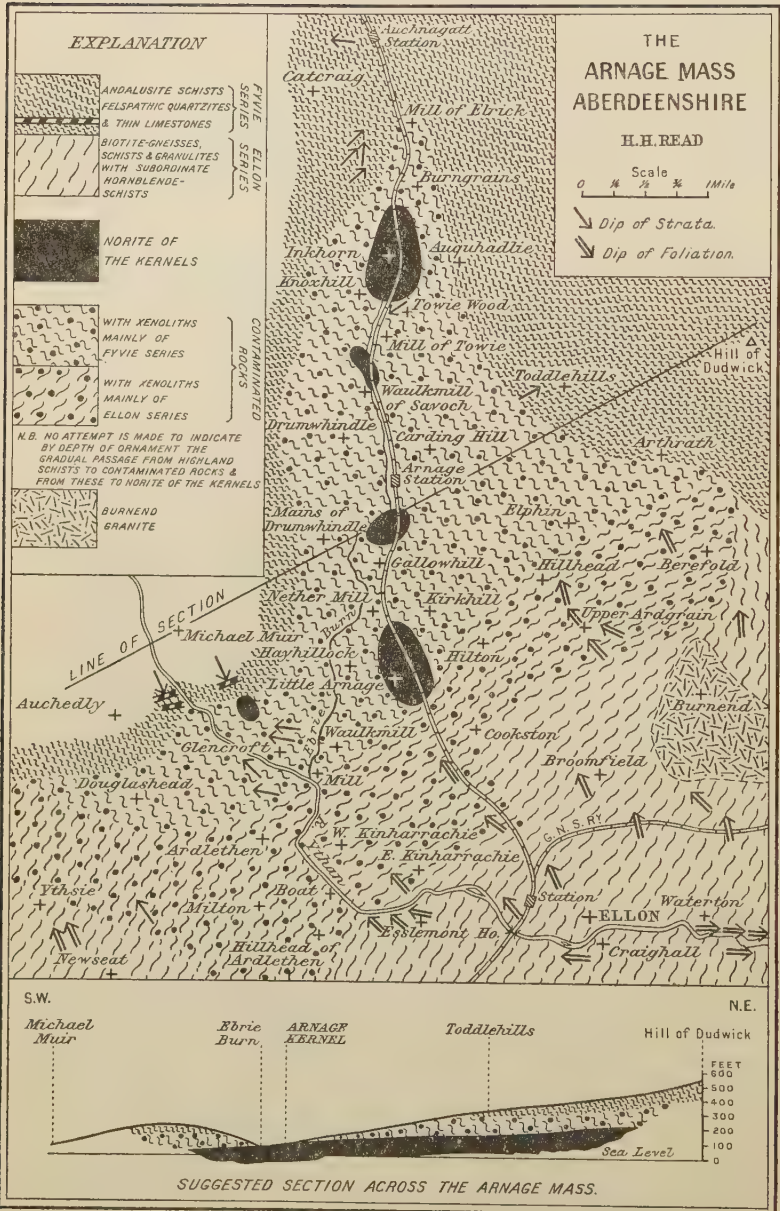 EXPLANATION
ANDALUSITE SCHISTS
FELSPATHIC QUARTZITES
& THIN LIMESTONES
FYVIE
SERIES
BIOTITE-GNEISSES,
SCHISTS & GRANULITES
WITH SUBORDINATE
HORNBLENDE-
SCHISTS
ELLON
SERIES
NORITE OF
THE KERNELS
WITH XENOLITHS
MAINLY OF
FYVIE SERIES
WITH XENOLITHS
MAINLY OF
ELLON SERIES
CONTAMINATED
ROCKS
N.B. NO ATTEMPT IS MADE TO INDICATE
BY DEPTH OF ORNAMENT THE
GRADUAL PASSAGE FROM HIGHLAND
SCHISTS TO CONTAMINATED ROCKS &
FROM THESE TO NORITE OF THE KERNELS
BURNEND
GRANITE
THE
ARNAGE MASS
ABERDEENSHIRE
H.H. READ
Scale
0 ¼ ½ ¾ 1 Mile
Dip of Strata.
Dip of Foliation.
Auchnagatt
Station
Catcraig
Mill of Elrick
Burngrains
Inkhorn
Auquhadlie
Knoxhill
Towie Wood
Mill of Towie
Hill of
Dudwick
Toddlehills
Waulkmill
of Savoch
Drumwhindle
Carding Hill
Arthrath
Arnage
Station
Mains of
Drumwhindle
Elphin
Gallowhill
Hillhead
Berefold
Nether Mill
Kirkhill
Upper Ardgrain
LINE OF SECTION
Michael Muir
Burn
Hayhillock
Hilton
Little Arnage
Auchedly
Burnend
Ebrie
Glencroft
Waulkmill
Cookston
Broomfield
Douglashead
Mill
G.N.S.RY
W. Kinharrachie
R. Ythan
Ardlethen
E. Kinharrachie
Ythsie
Boat
Station
Milton
ELLON
Waterton
Esslemont Ho.
Hillhead of
Ardlethen
Craighall
Newseat
S.W.
N.E.
Michael
Muir
Ebrie
Burn
ARNAGE
KERNEL
Toddlehills
Hill of Dudwick
FEET
600
500
400
300
200
100
0
Sea Level
SUGGESTED SECTION ACROSS THE ARNAGE MASS.